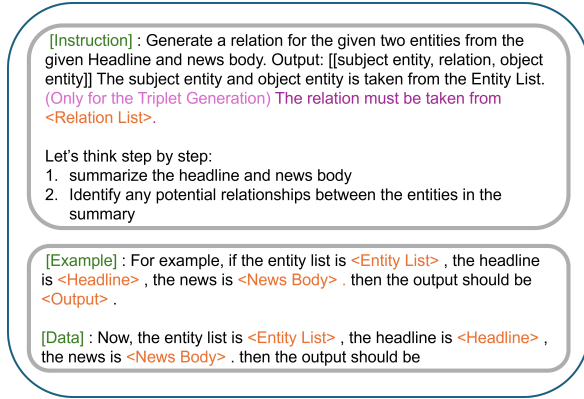 [Instruction] : Generate a relation for the given two entities from the
given Headline and news body. Output: [[subject entity, relation, object
entity]] The subject entity and object entity is taken from the Entity List.
(Only for the Triplet Generation) The relation must be taken from
<Relation List>.
Let's think step by step:
1. summarize the headline and news body
2. Identify any potential relationships between the entities in the
summary
[Example] : For example, if the entity list is <Entity List> , the headline
is <Headline> , the news is <News Body> . then the output should be
<Output> .
[Data] : Now, the entity list is <Entity List> , the headline is <Headline> ,
the news is <News Body> . then the output should be